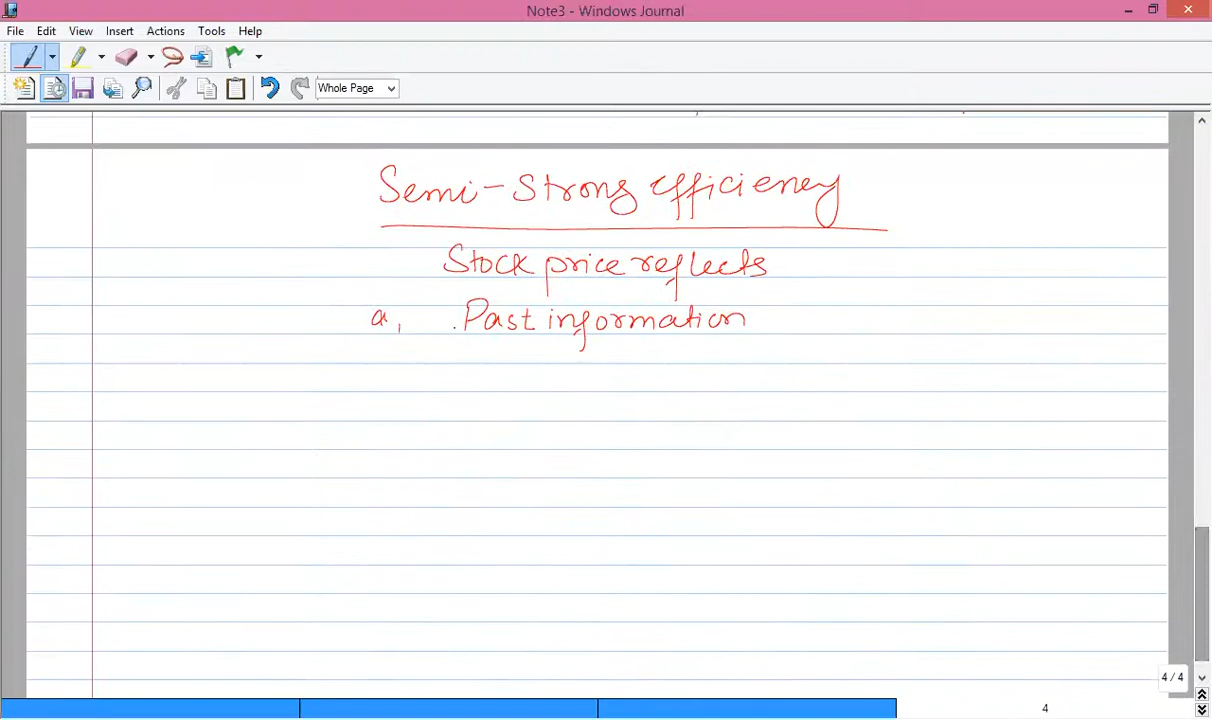 Note3 - Windows Journal
File Edit View Insert Actions Tools Help
Whole Page
Semi-Strong efficiency
Stock price reflects
a, . Past information
4 / 4
4